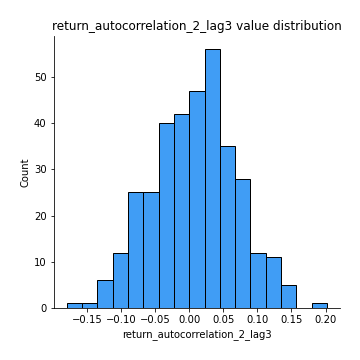 return_autocorrelation_2_lag3 value distribution
50
40
30
20
10
0
Count
−0.15 −0.10 −0.05 0.00 0.05 0.10 0.15 0.20
return_autocorrelation_2_lag3